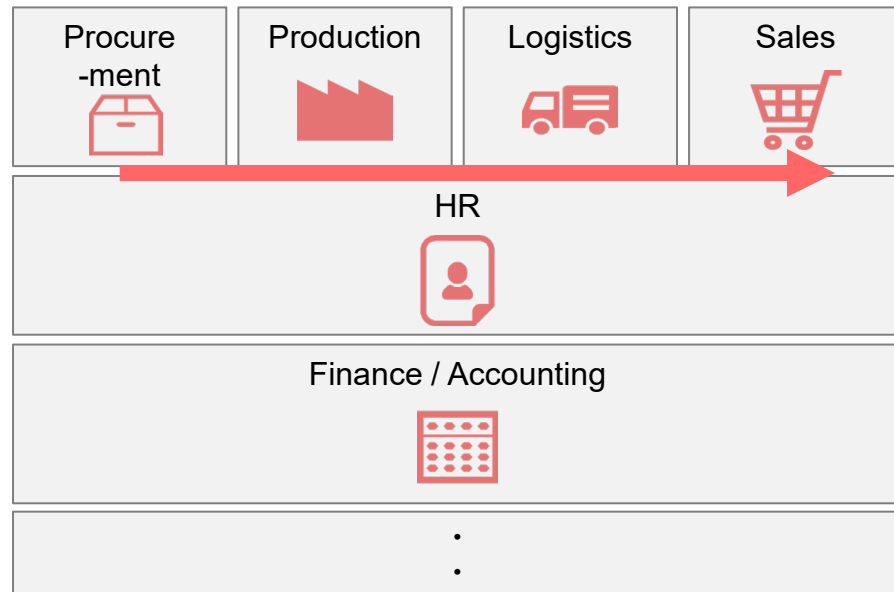 Procure
-ment
Production
Logistics
Sales
HR
Finance / Accounting